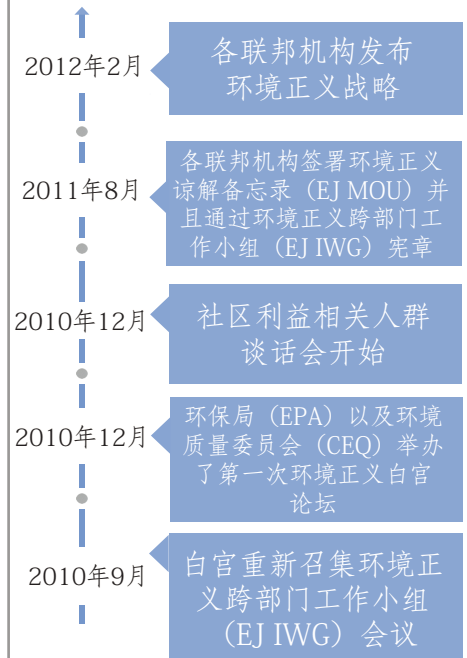 2012年2月
各联邦机构发布
环境正义战略
2011年8月
各联邦机构签署环境正义
谅解备忘录（EJ MOU）并
且通过环境正义跨部门工
作小组（EJ IWG）宪章
2010年12月
社区利益相关人群
谈话会开始
2010年12月
环保局（EPA）以及环境
质量委员会（CEQ）举办
了第一次环境正义白宫
论坛
2010年9月
白宫重新召集环境正
义跨部门工作小组
（EJ IWG）会议